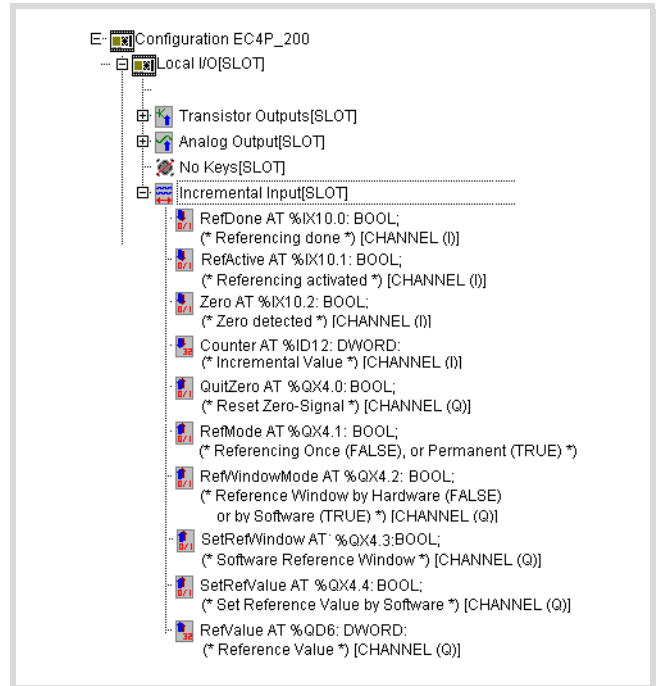 Configuration EC4P_200
Local I/O[SLOT]
Transistor Outputs[SLOT]
Analog Output[SLOT]
No Keys[SLOT]
Incremental Input[SLOT]
RefDone AT %IX10.0: BOOL;
(* Referencing done *) [CHANNEL (I)]
RefActive AT %IX10.1: BOOL;
(* Referencing activated *) [CHANNEL (I)]
Zero AT %IX10.2: BOOL;
(* Zero detected *) [CHANNEL (I)]
Counter AT %ID12: DWORD:
(* Incremental Value *) [CHANNEL (I)]
QuitZero AT %QX4.0: BOOL;
(* Reset Zero-Signal *) [CHANNEL (Q)]
RefMode AT %QX4.1: BOOL;
(* Referencing Once (FALSE), or Permanent (TRUE) *)
RefWindowMode AT %QX4.2: BOOL;
(* Reference Window by Hardware (FALSE)
or by Software (TRUE) *) [CHANNEL (Q)]
SetRefWindow AT %QX4.3:BOOL;
(* Software Reference Window *) [CHANNEL (Q)]
SetRefValue AT %QX4.4: BOOL;
(* Set Reference Value by Software *) [CHANNEL (Q)]
RefValue AT %QD6: DWORD:
(* Reference Value *) [CHANNEL (Q)]